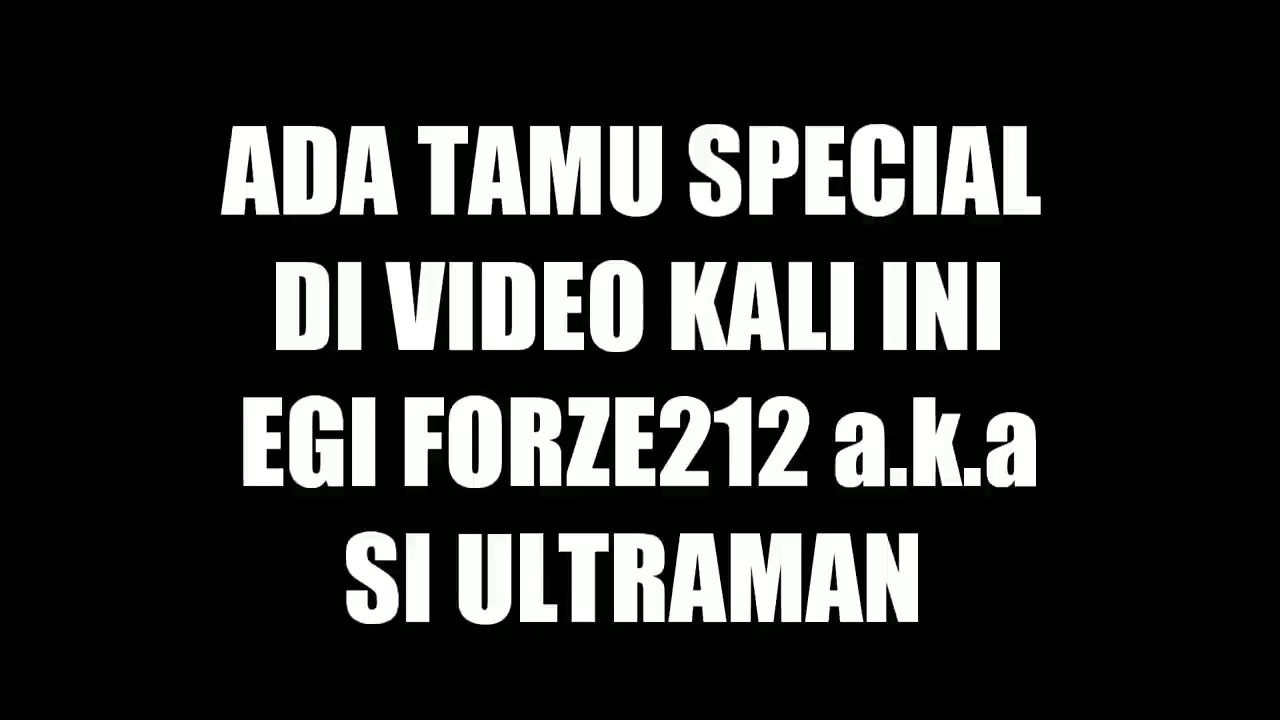 ADA TAMU SPECIAL
DI VIDEO KALI INI
EGI FORZE212 a.k.a
SI ULTRAMAN